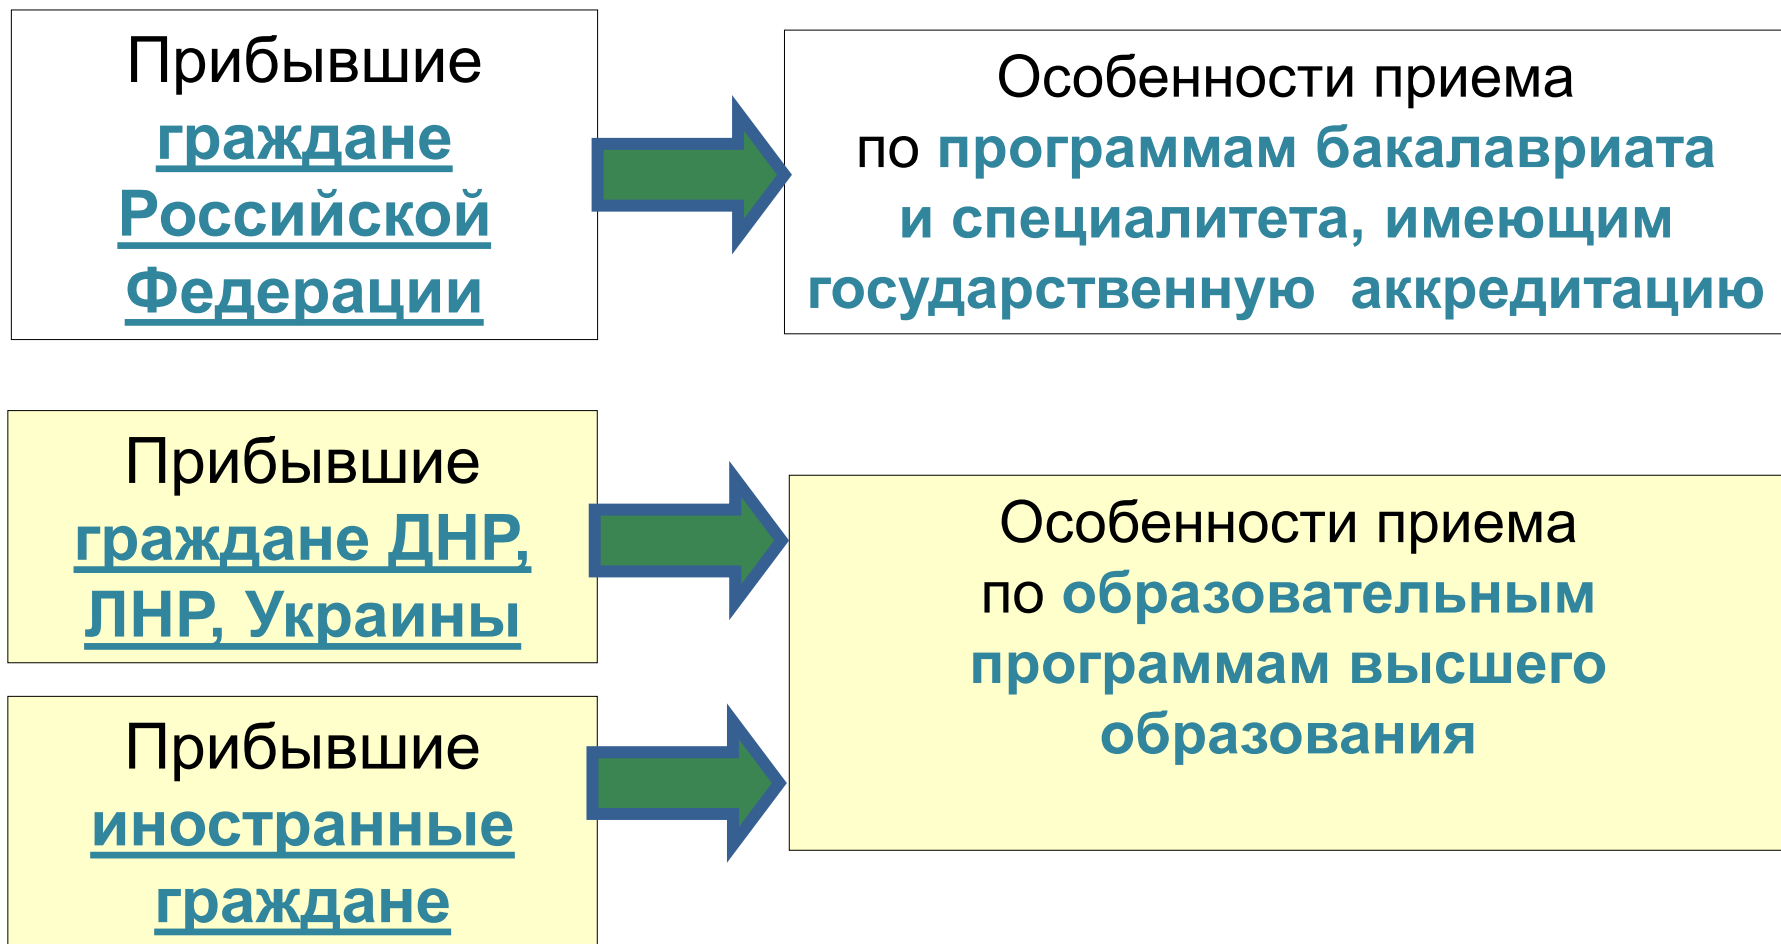 Прибывшие
граждане
Российской
Федерации
Особенности приема
по программам бакалавриата
и специалитета, имеющим
государственную  аккредитацию
Прибывшие
граждане ДНР,
ЛНР, Украины
Особенности приема
по образовательным
программам высшего
образования
Прибывшие
иностранные
граждане